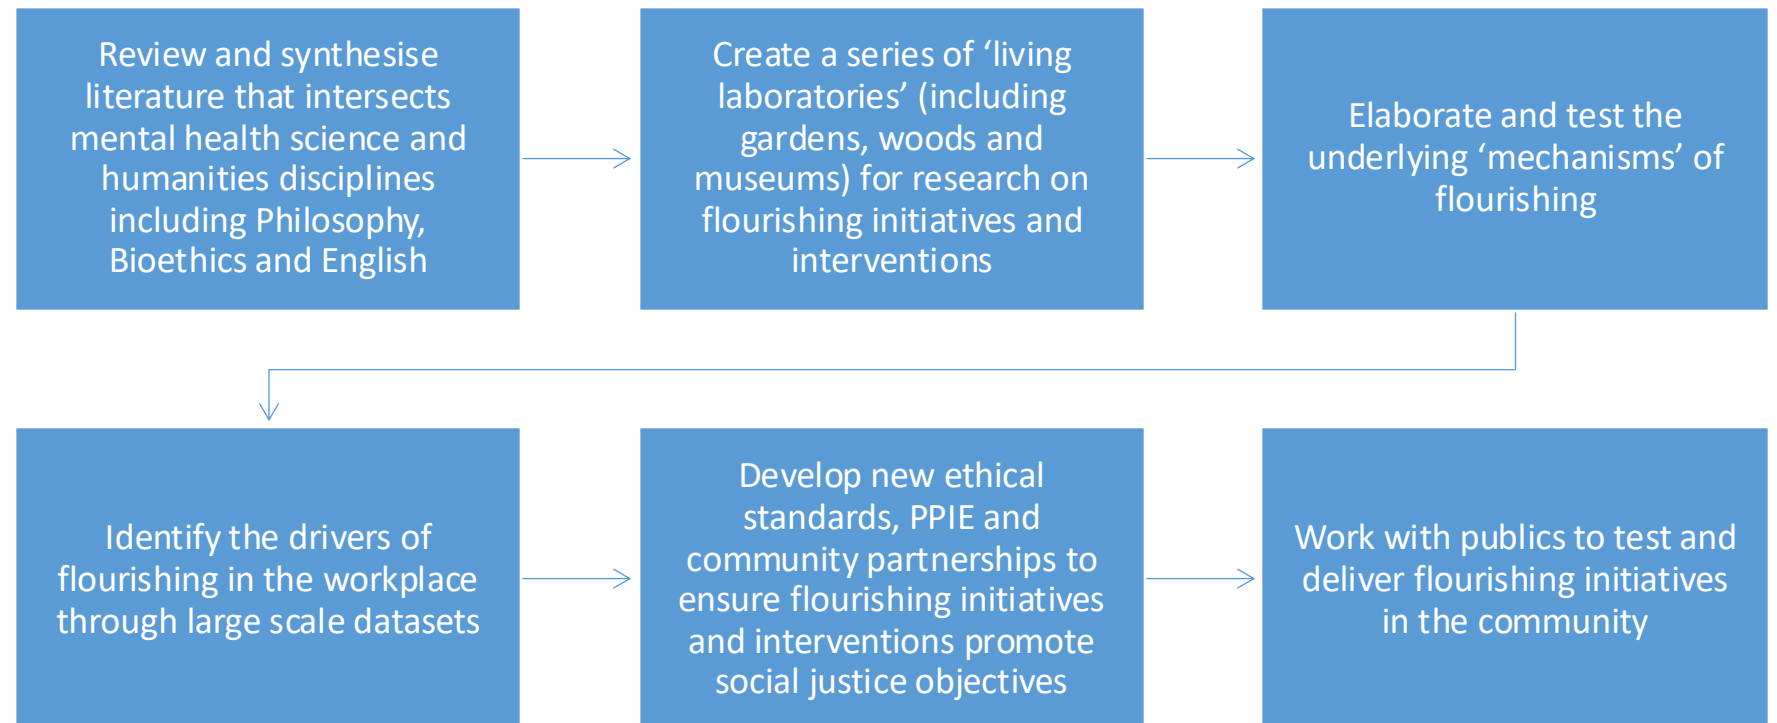 Review and synthesise
literature that intersects
mental health science and
humanities disciplines
including Philosophy,
Bioethics and English
Create a series of ‘living
laboratories’ (including
gardens, woods and
museums) for research on
flourishing initiatives and
interventions
Elaborate and test the
underlying ‘mechanisms’ of
flourishing
Identify the drivers of
flourishing in the workplace
through large scale datasets
Develop new ethical
standards, PPIE and
community partnerships to
ensure flourishing initiatives
and interventions promote
social justice objectives
Work with publics to test and
deliver flourishing initiatives
in the community